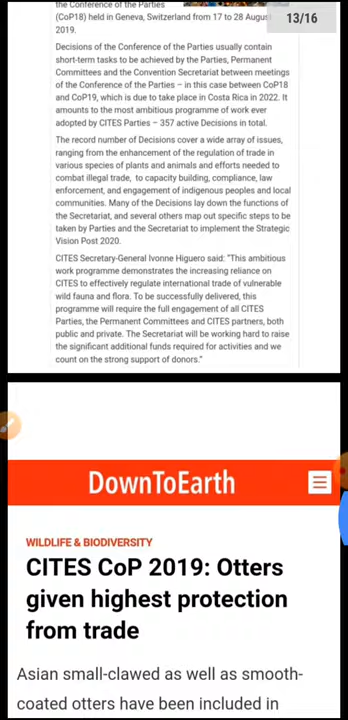 the Conference of the Parties
(CoP18) held in Geneva, Switzerland from 17 to 28 August
2019.
13/16
Decisions of the Conference of the Parties usually contain
short-term tasks to be achieved by the Parties, Permanent
Committees and the Convention Secretariat between meetings
of the Conference of the Parties – in this case between CoP18
and CoP19, which is due to take place in Costa Rica in 2022. It
amounts to the most ambitious programme of work ever
adopted by CITES Parties – 357 active Decisions in total.
The record number of Decisions cover a wide array of issues,
ranging from the enhancement of the regulation of trade in
various species of plants and animals and efforts needed to
combat illegal trade, to capacity building, compliance, law
enforcement, and engagement of indigenous peoples and local
communities. Many of the Decisions lay down the functions of
the Secretariat, and several others map out specific steps to be
taken by Parties and the Secretariat to implement the Strategic
Vision Post 2020.
CITES Secretary-General Ivonne Higuero said: "This ambitious
work programme demonstrates the increasing reliance on
CITES to effectively regulate international trade of vulnerable
wild fauna and flora. To be successfully delivered, this
programme will require the full engagement of all CITES
Parties, the Permanent Committees and CITES partners, both
public and private. The Secretariat will be working hard to raise
the significant additional funds required for activities and we
count on the strong support of donors."
DownToEarth
WILDLIFE & BIODIVERSITY
CITES CoP 2019: Otters
given highest protection
from trade
Asian small-clawed as well as smooth-
coated otters have been included in